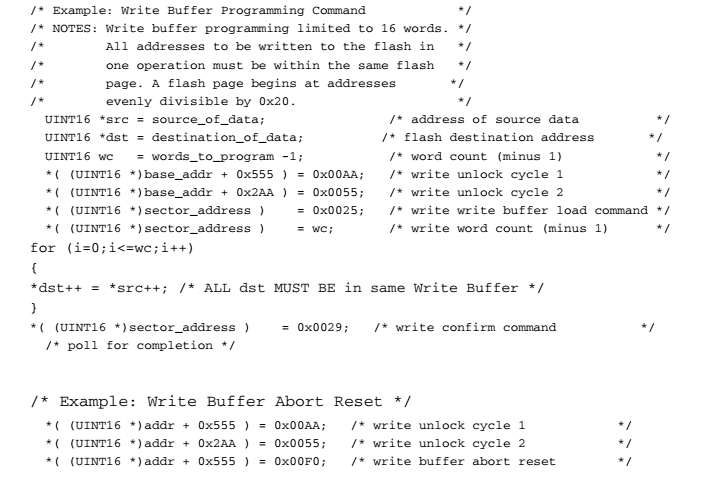 /* Example: Write Buffer Programming Command */
/* NOTES: Write buffer programming limited to 16 words. */
/* All addresses to be written to the flash in */
/* one operation must be within the same flash */
/* page. A flash page begins at addresses */
/* evenly divisible by 0x20. */
UINT16 *src = source_of_data; /* address of source data */
UINT16 *dst = destination_of_data; /* flash destination address */
UINT16 wc = words_to_program -1; /* word count (minus 1) */
*( (UINT16 *)base_addr + 0x555 ) = 0x00AA; /* write unlock cycle 1 */
*( (UINT16 *)base_addr + 0x2AA ) = 0x0055; /* write unlock cycle 2 */
*( (UINT16 *)sector_address ) = 0x0025; /* write write buffer load command */
*( (UINT16 *)sector_address ) = wc; /* write word count (minus 1) */
for (i=0;i<=wc;i++)
{
*dst++ = *src++; /* ALL dst MUST BE in same Write Buffer */
}
*( (UINT16 *)sector_address ) = 0x0029; /* write confirm command */
/* poll for completion */
/* Example: Write Buffer Abort Reset */
*( (UINT16 *)addr + 0x555 ) = 0x00AA; /* write unlock cycle 1 */
*( (UINT16 *)addr + 0x2AA ) = 0x0055; /* write unlock cycle 2 */
*( (UINT16 *)addr + 0x555 ) = 0x00F0; /* write buffer abort reset */